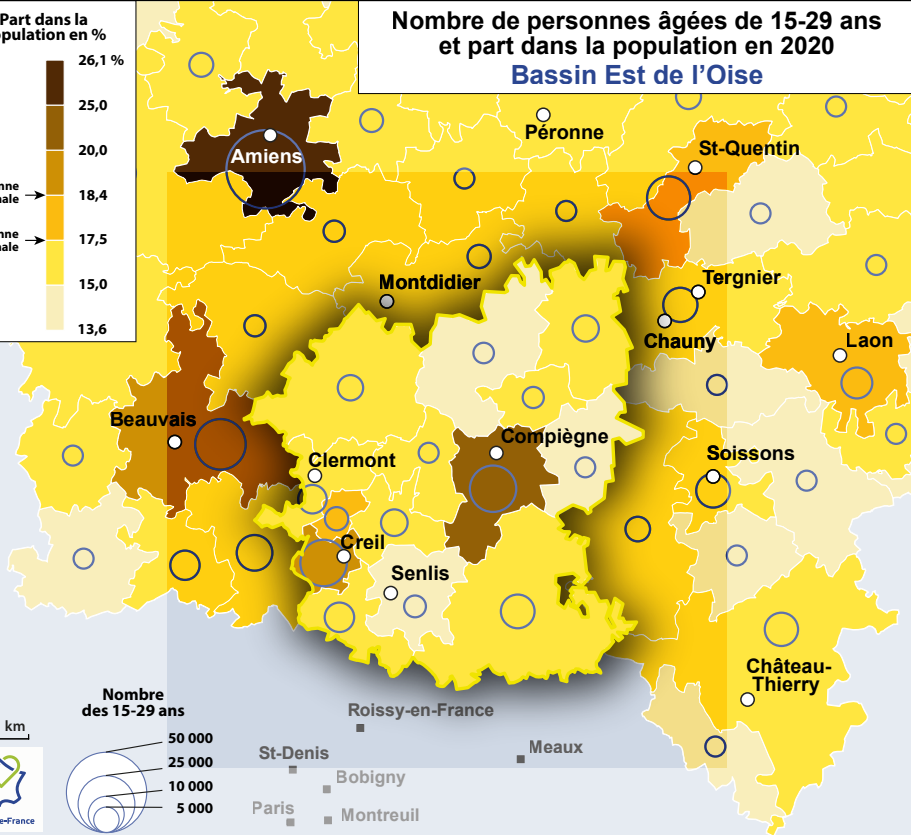 Nombre de personnes âgées de 15-29 ans
et part dans la population en 2020
Bassin Est de l'Oise
Part dans la
population en %
26,1 %
25,0
20,0
18,4
17,5
15,0
13,6
Amiens
Péronne
St-Quentin
Montdidier
Tergnier
Chauny
Laon
Beauvais
Compiègne
Clermont
Soissons
Creil
Senlis
Château-
Thierry
Nombre
des 15-29 ans
50 000
25 000
10 000
5 000
km
Roissy-en-France
St-Denis
Meaux
Bobigny
Paris
Montreuil